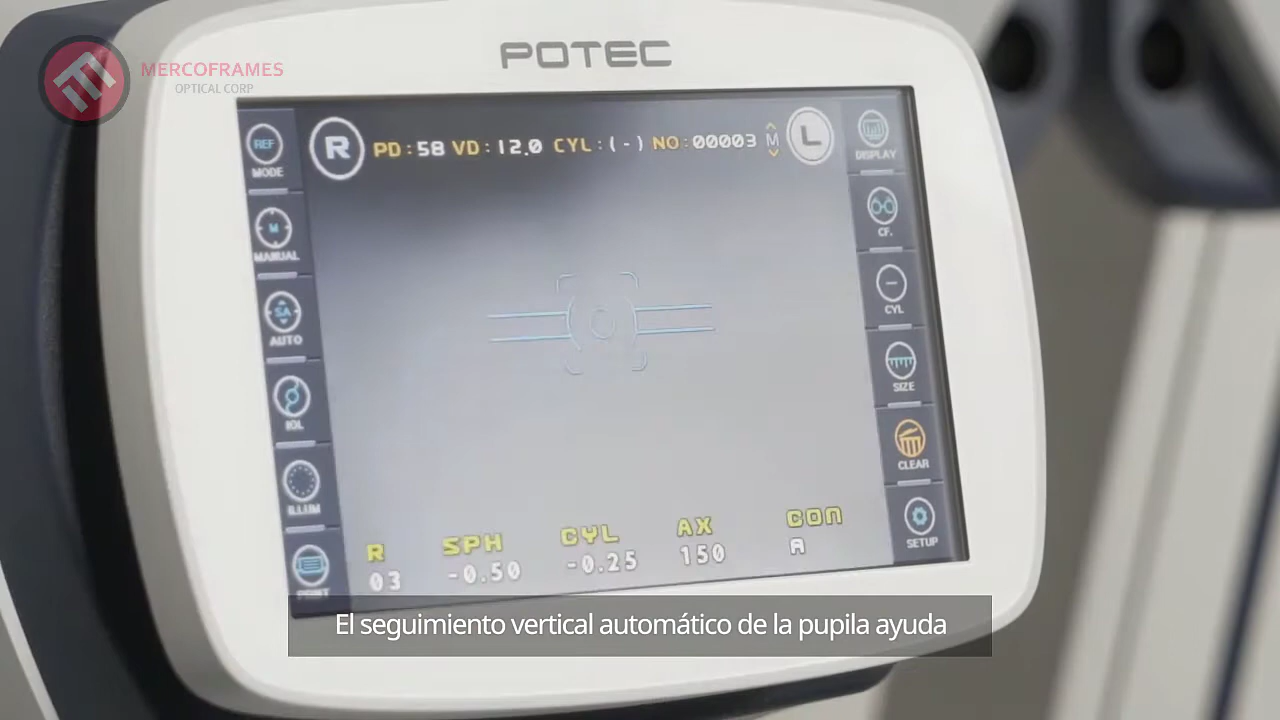 POTEC
MERCOFRAMES
OPTICAL CORP
R PD:58 VD:12.0 CYL:(-) NO:00003 M L
REF
MODE
M
MANUAL
SA
AUTO
IOL
ILLUM
PRINT
DISPLAY
CF.
CYL
SIZE
CLEAR
SETUP
R SPH CYL AX CON
03 -0.50 -0.25 150 A
El seguimiento vertical automático de la pupila ayuda